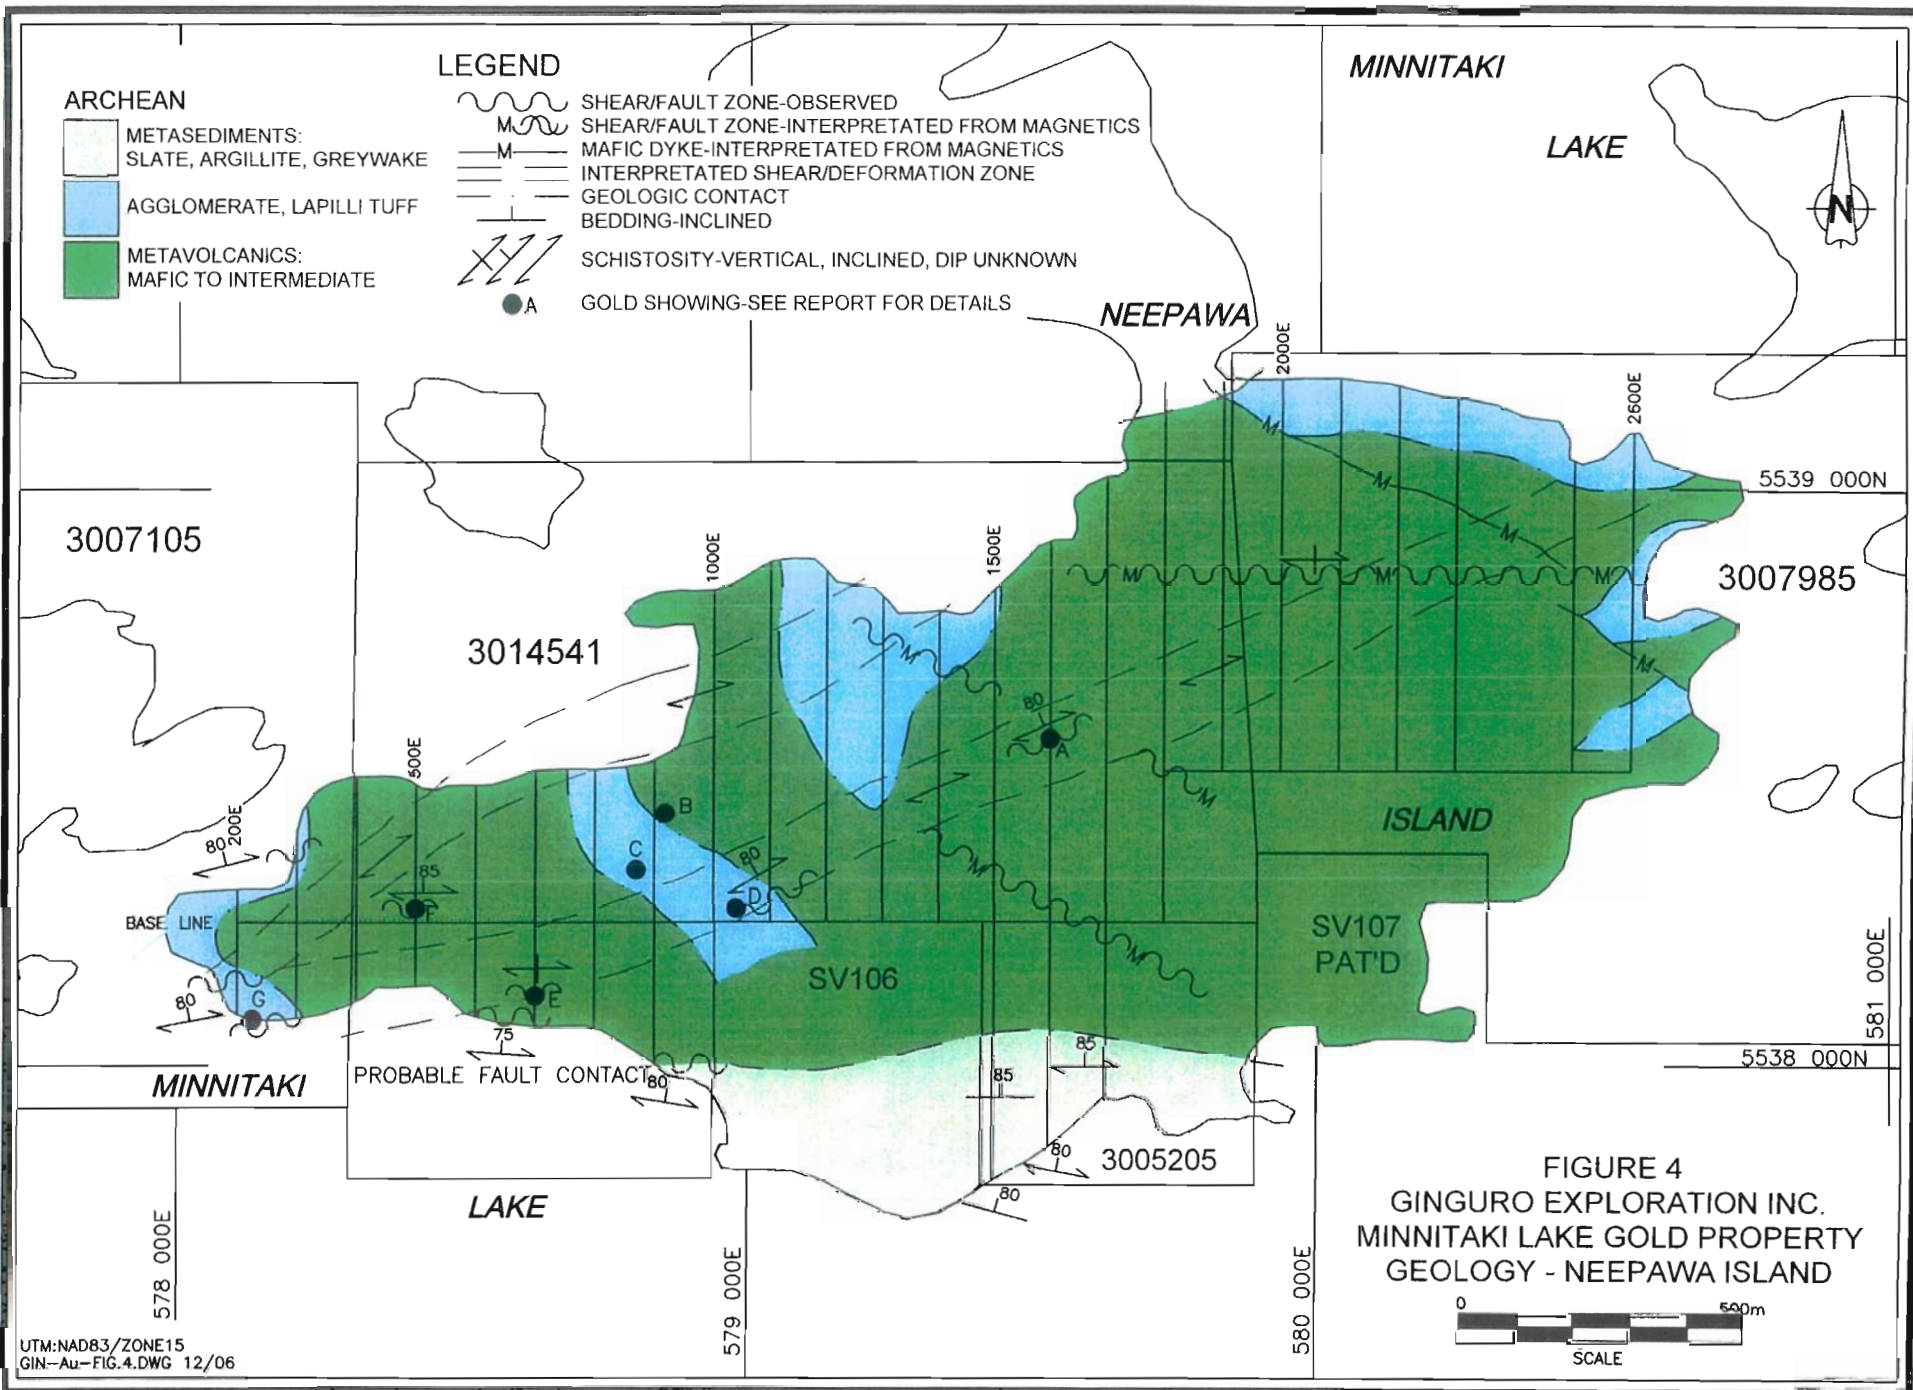 LEGEND
ARCHEAN
METASEDIMENTS:
SLATE, ARGILLITE, GREYWAKE
AGGLOMERATE, LAPILLI TUFF
METAVOLCANICS:
MAFIC TO INTERMEDIATE
SHEAR/FAULT ZONE-OBSERVED
M
SHEAR/FAULT ZONE-INTERPRETATED FROM MAGNETICS
M
MAFIC DYKE-INTERPRETATED FROM MAGNETICS
INTERPRETATED SHEAR/DEFORMATION ZONE
GEOLOGIC CONTACT
BEDDING-INCLINED
SCHISTOSITY-VERTICAL, INCLINED, DIP UNKNOWN
A
GOLD SHOWING-SEE REPORT FOR DETAILS
MINNITAKI
LAKE
N
NEEPAWA
2000E
2600E
M
M
M
5539 000N
3007105
1000E
1500E
M
M
M
3007985
3014541
M
M
80
A
500E
M
ISLAND
B
200E
80
C
80
M
85
D
F
BASE LINE
SV107
PAT'D
SV106
M
581 000E
80
G
E
75
85
5538 000N
MINNITAKI
PROBABLE FAULT CONTACT
80
85
80
3005205
LAKE
80
578 000E
579 000E
580 000E
FIGURE 4
GINGURO EXPLORATION INC.
MINNITAKI LAKE GOLD PROPERTY
GEOLOGY - NEEPAWA ISLAND
0
500m
SCALE
UTM:NAD83/ZONE15
GIN-Au-FIG.4.DWG 12/06